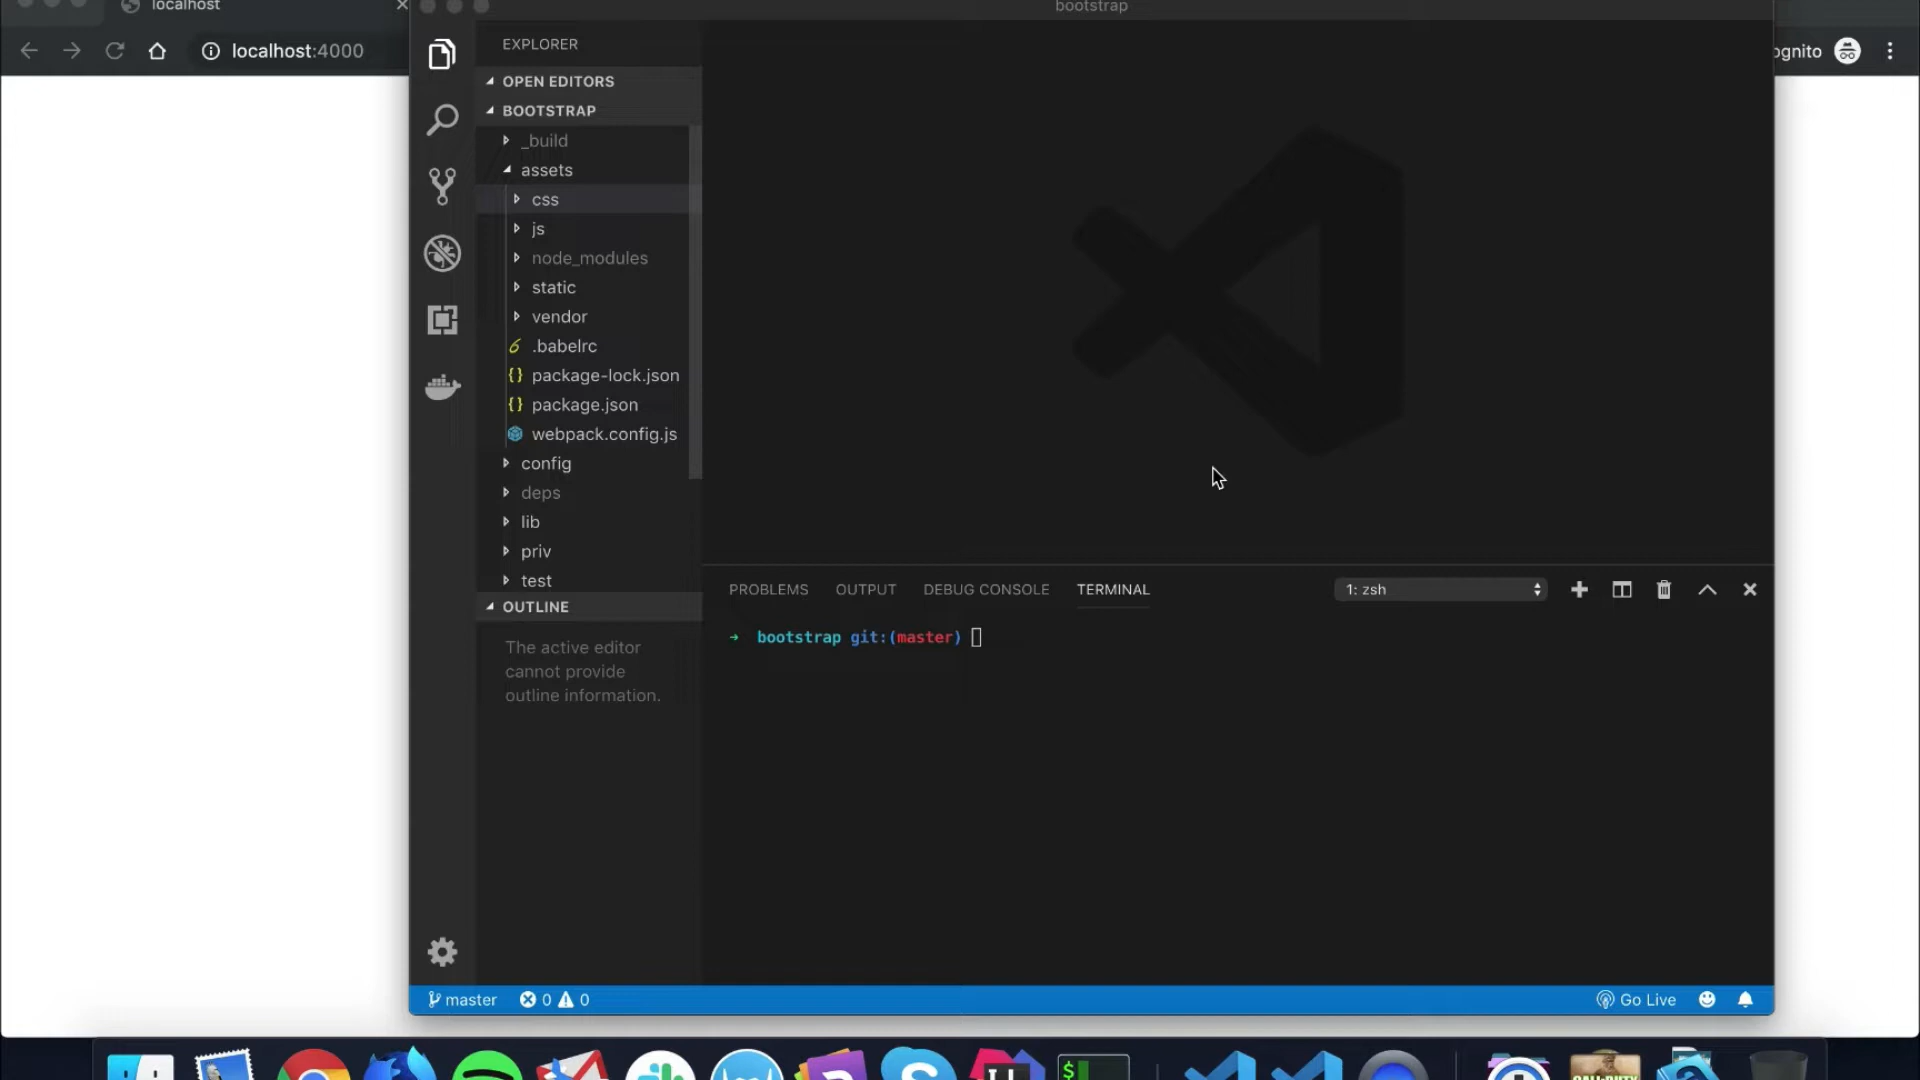 localhost
bootstrap
localhost:4000
ognito
EXPLORER
OPEN EDITORS
BOOTSTRAP
_build
assets
css
js
node_modules
static
vendor
.babelrc
package-lock.json
package.json
webpack.config.js
config
deps
lib
priv
test
OUTLINE
The active editor
cannot provide
outline information.
PROBLEMS OUTPUT DEBUG CONSOLE TERMINAL 1: zsh
→ bootstrap git:(master)
master 0 0 Go Live